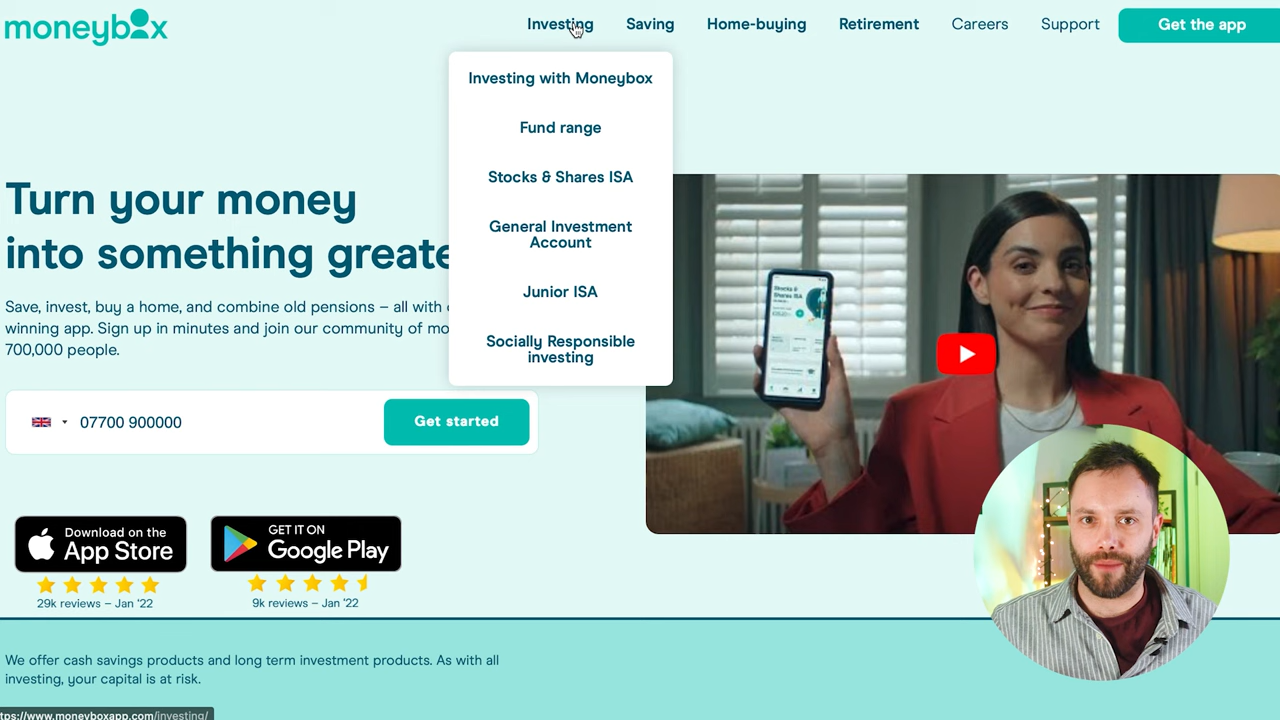 moneybox
Investing Saving Home-buying Retirement Careers Support Get the app
Investing with Moneybox
Fund range
Stocks & Shares ISA
General Investment
Account
Junior ISA
Socially Responsible
investing
Turn your money
into something greate
Save, invest, buy a home, and combine old pensions – all with
winning app. Sign up in minutes and join our community of mo
700,000 people.
07700 900000
Get started
Stocks &
Shares ISA
Download on the
App Store
GET IT ON
Google Play
29k reviews – Jan '22
9k reviews – Jan '22
We offer cash savings products and long term investment products. As with all
investing, your capital is at risk.
tps://www.moneyboxapp.com/investing/